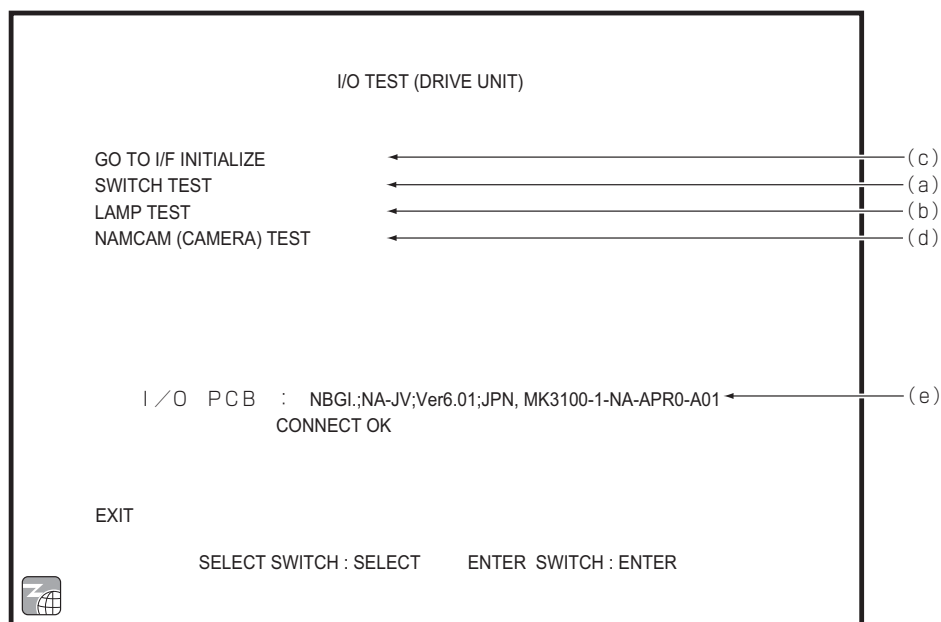 I/O TEST (DRIVE UNIT)
GO TO I/F INITIALIZE (c)
SWITCH TEST (a)
LAMP TEST (b)
NAMCAM (CAMERA) TEST (d)
I／O PCB : NBGI.;NA-JV;Ver6.01;JPN, MK3100-1-NA-APR0-A01 (e)
CONNECT OK
EXIT
SELECT SWITCH : SELECT ENTER SWITCH : ENTER